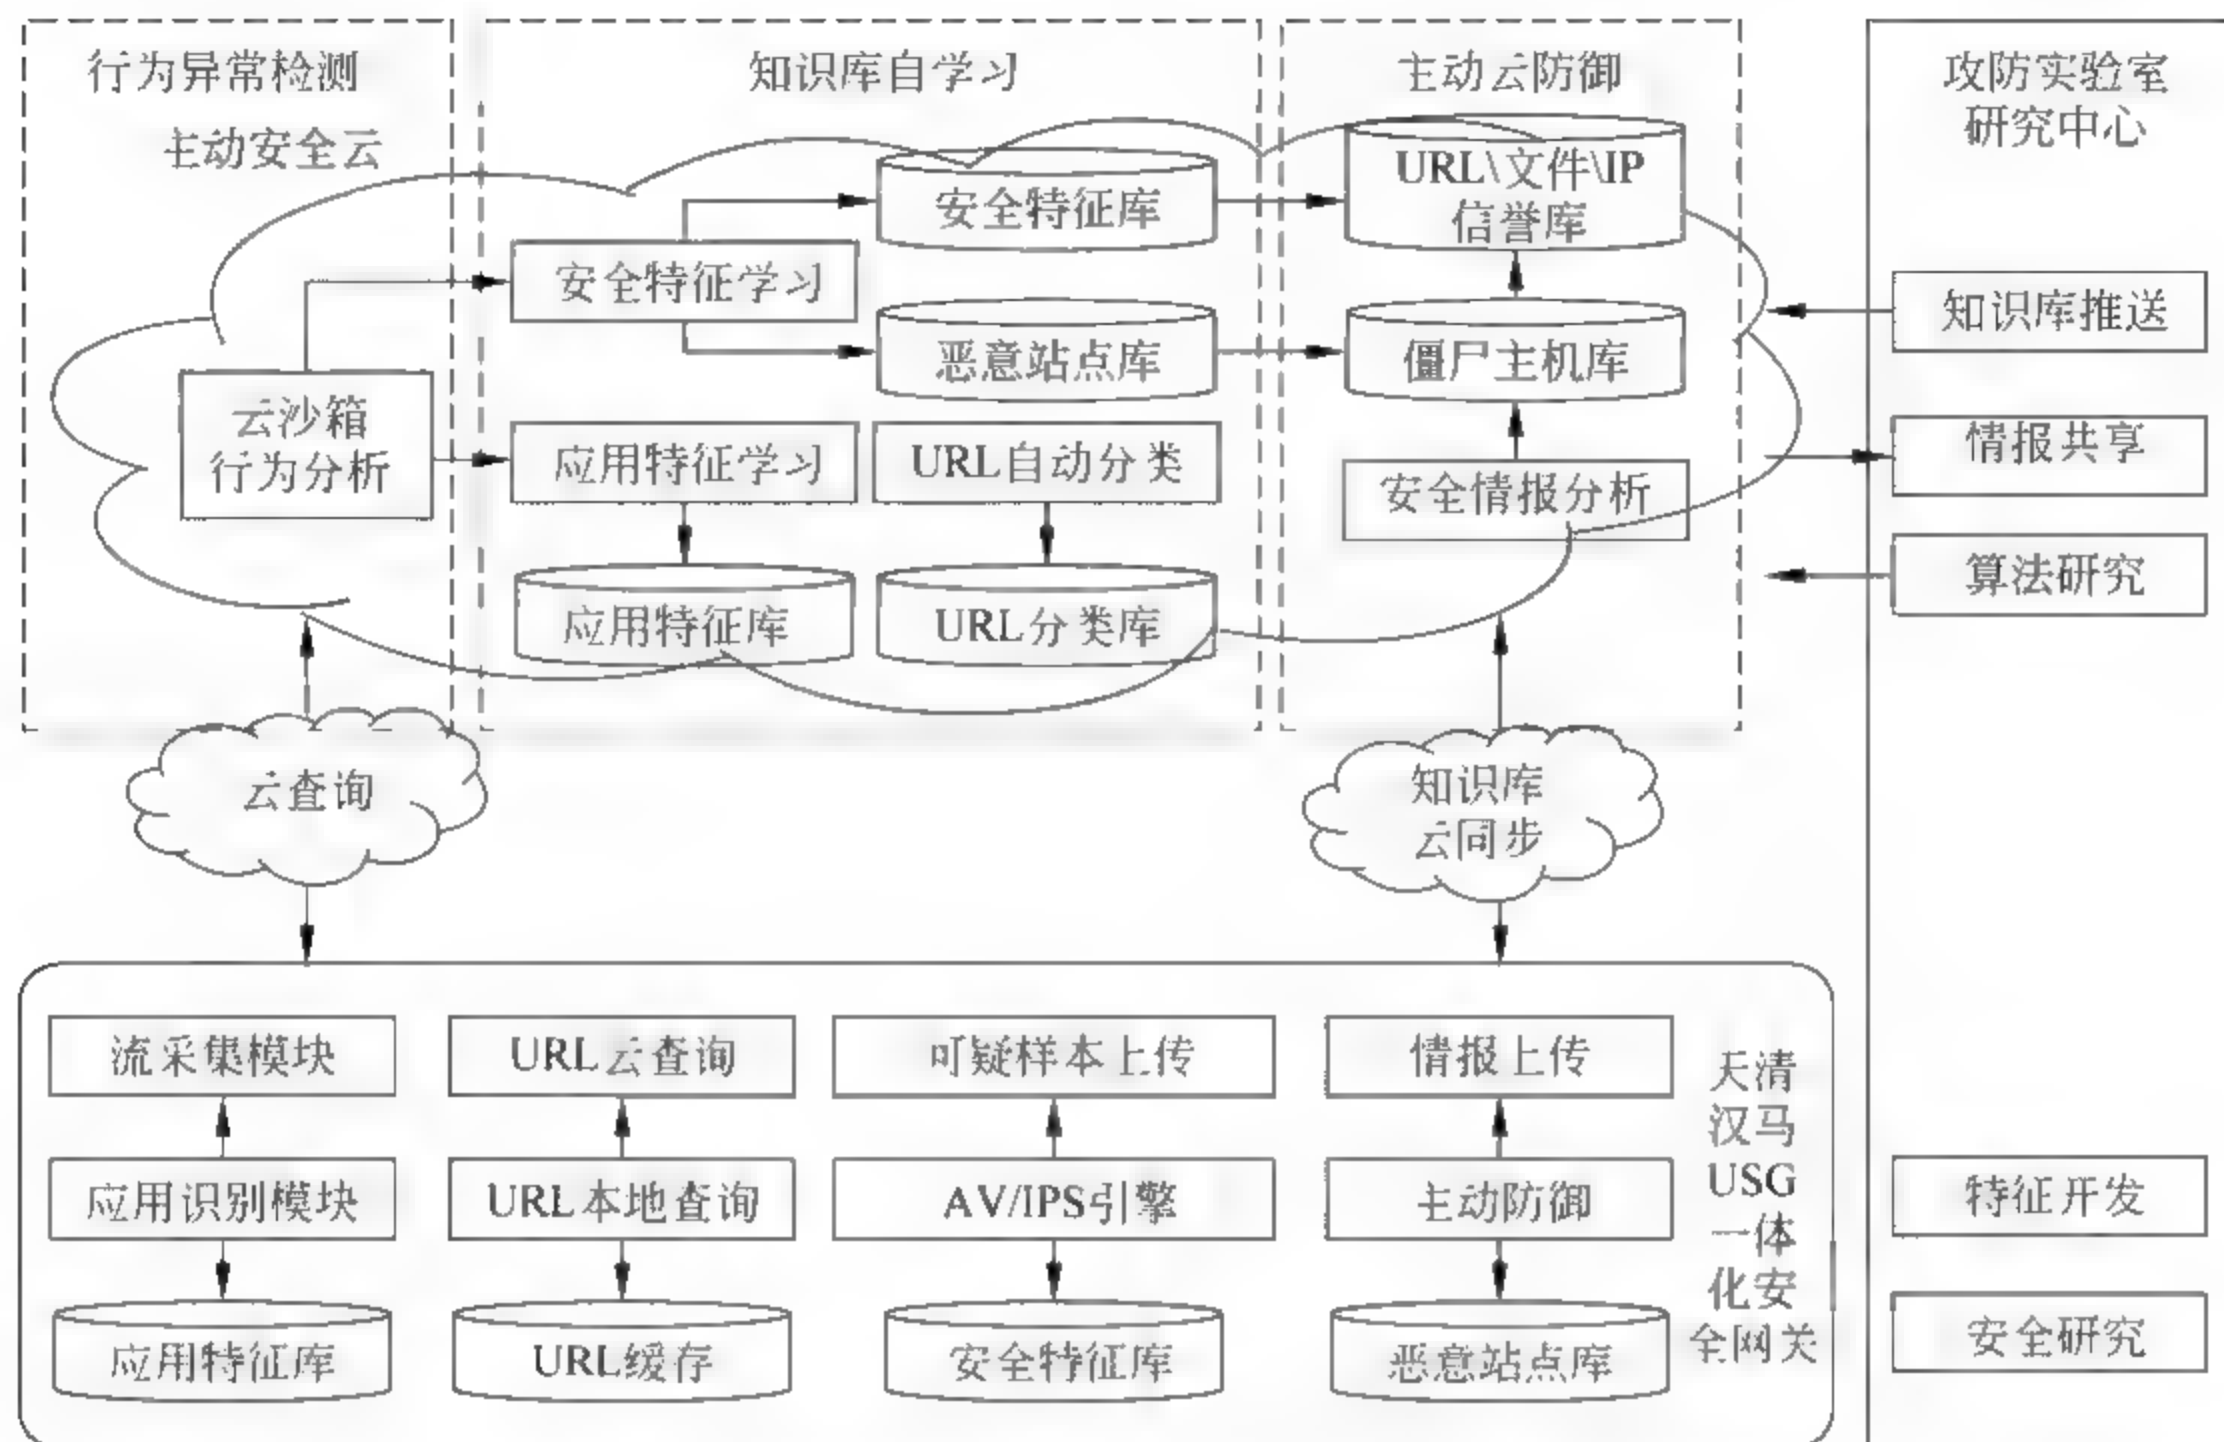 行为异常检测
主动安全云
云沙箱
行为分析
知识库自学习
安全特征学习
安全特征库
恶意站点库
应用特征学习
URL自动分类
应用特征库
URL分类库
主动云防御
URL\文件\IP
信誉库
僵尸主机库
安全情报分析
攻防实验室
研究中心
知识库推送
情报共享
算法研究
特征开发
安全研究
云查询
知识库
云同步
流采集模块
URL云查询
可疑样本上传
情报上传
应用识别模块
URL本地查询
AV/IPS引擎
主动防御
应用特征库
URL缓存
安全特征库
恶意站点库
天清
汉马
USG
一体
化安
全网关